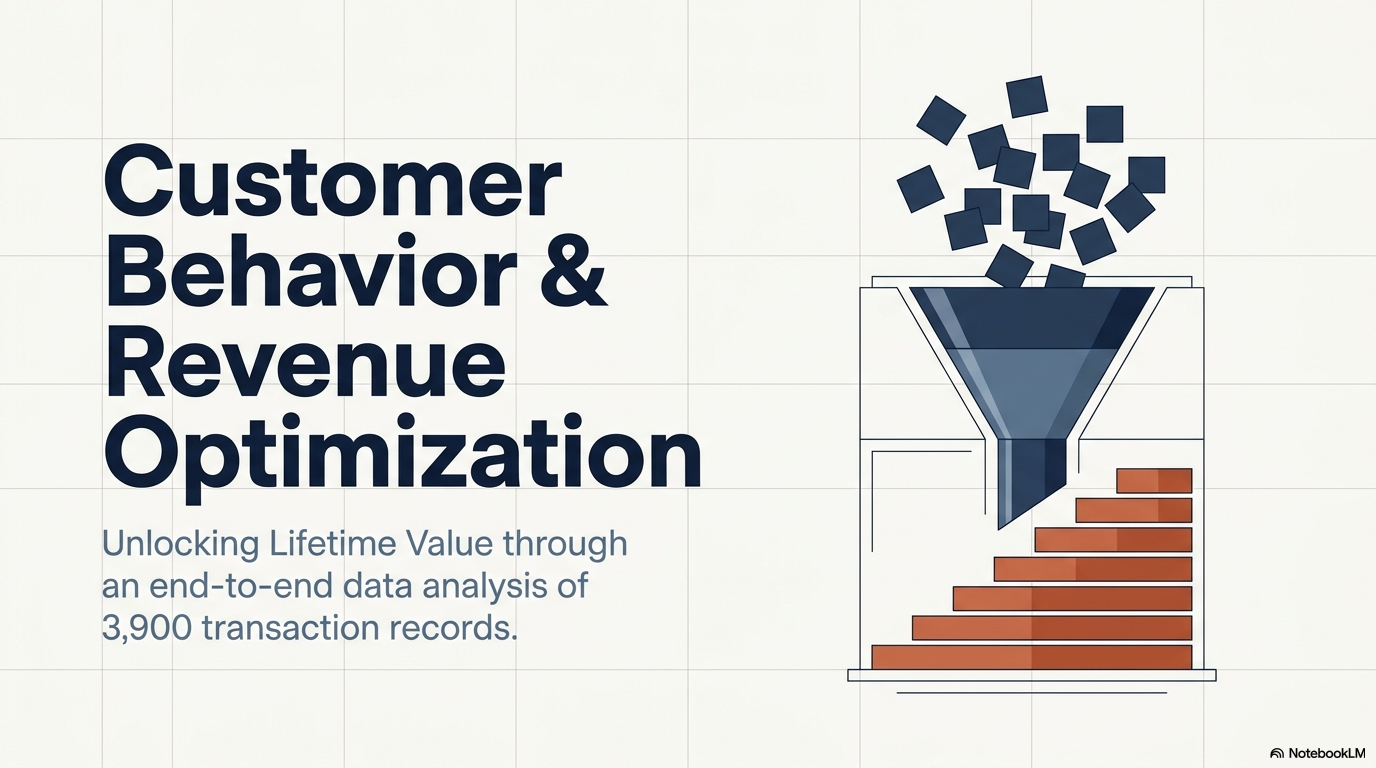 Customer
Behavior &
Revenue
Optimization
Unlocking Lifetime Value through
an end-to-end data analysis of
3,900 transaction records.
NotebookLM